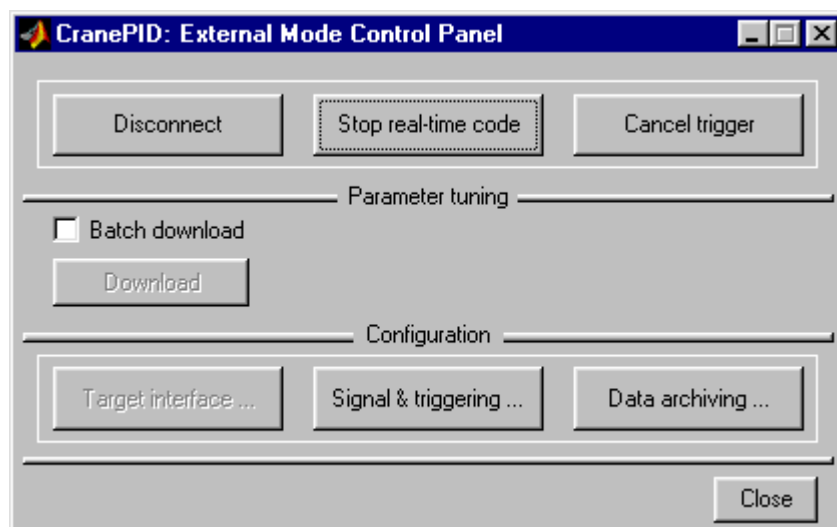 CranePID: External Mode Control Panel
Disconnect
Stop real-time code
Cancel trigger
Parameter tuning
Batch download
Download
Configuration
Target interface ...
Signal & triggering ...
Data archiving ...
Close